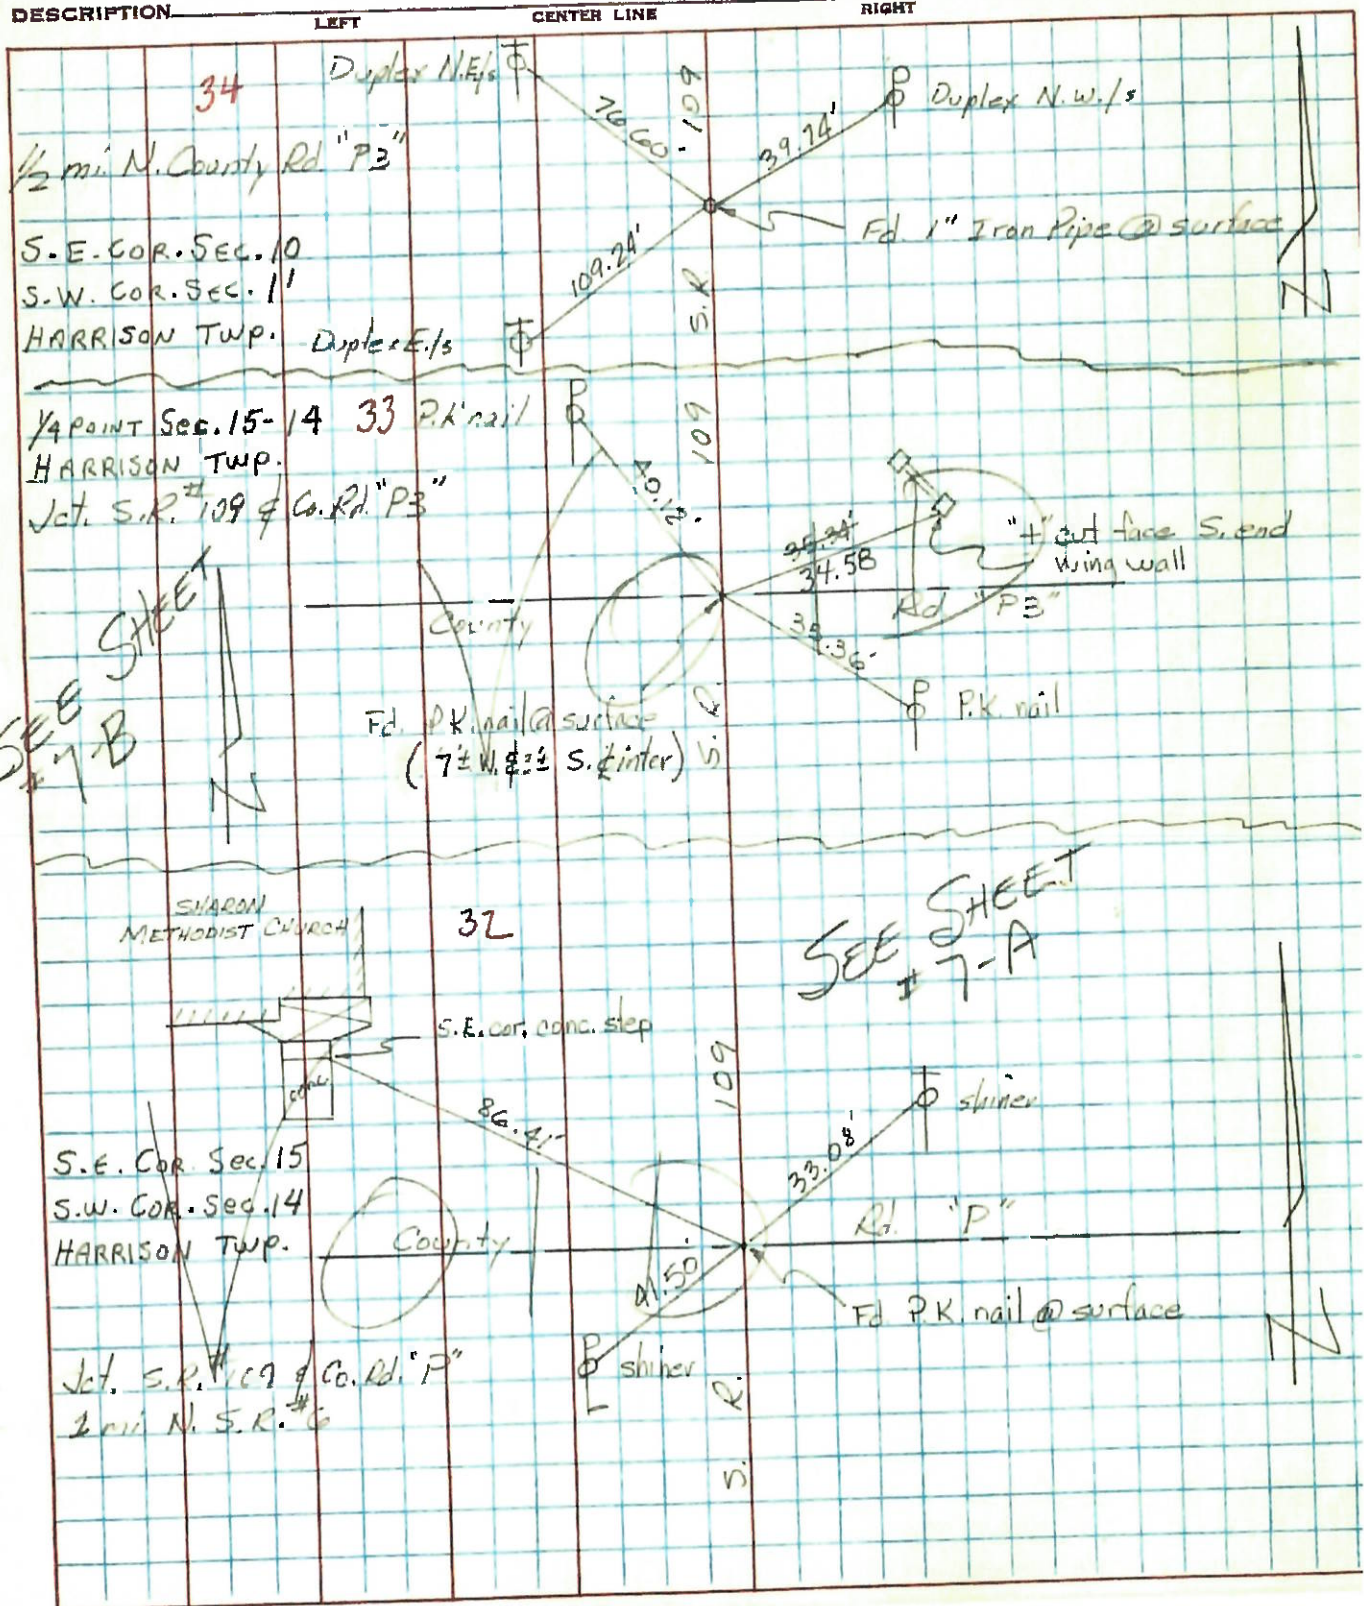 DESCRIPTION
LEFT
CENTER LINE
RIGHT
34
Duplex N.E/s
76.60'
109
39.74'
Duplex N.W./s
1/2 mi. N. County Rd. "P3"
Fd. 1" Iron Pipe @ surface
S.E. COR. SEC. 10
S.W. COR. SEC. 11
HARRISON TWP.
109.24'
S.R.
Duplex E./s
N
1/4 POINT Sec. 15-14
33
P.K. nail
HARRISON TWP.
Jct. S.R. #109 & Co. Rd. "P3"
109
40.12'
34.58
"+" cut face S. end
wing wall
SEE SHEET
#7-B
County
Rd. "P3"
P.K. nail
Fd. P.K. nail @ surface
S.R.
N
SHARON
METHODIST CHURCH
32
SEE SHEET
# 7-A
S.E. cor. conc. step
conc.
109
86.41'
shiner
33.08'
S.E. COR. Sec. 15
S.W. COR. Sec. 14
HARRISON TWP.
County
Rd. "P"
41.50'
Fd. P.K. nail @ surface
N
Jct. S.R. #109 & Co. Rd. "P"
shiner
mi N. S.R. #6
S. R.